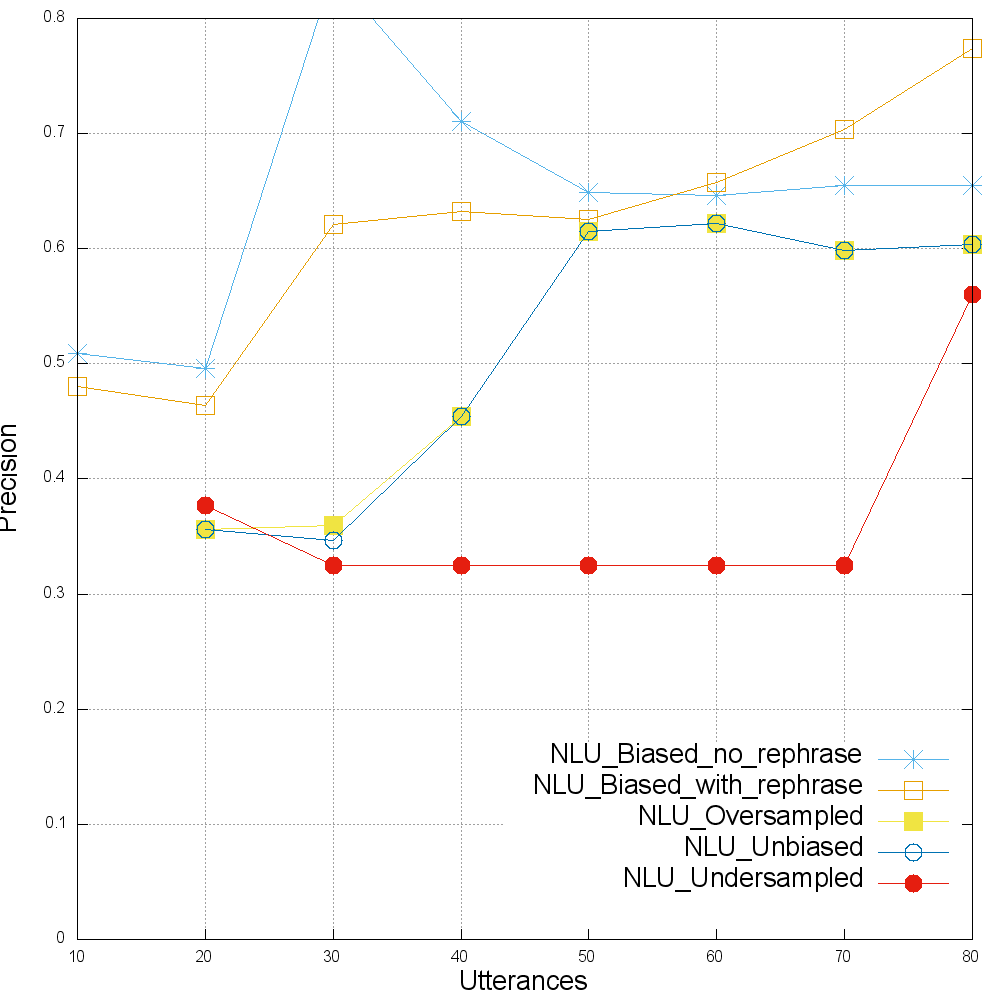 0.8
0.7
0.6
0.5
0.4
0.3
0.2
0.1
0
Precision
NLU_Biased_no_rephrase
NLU_Biased_with_rephrase
NLU_Oversampled
NLU_Unbiased
NLU_Undersampled
10 20 30 40 50 60 70 80
Utterances